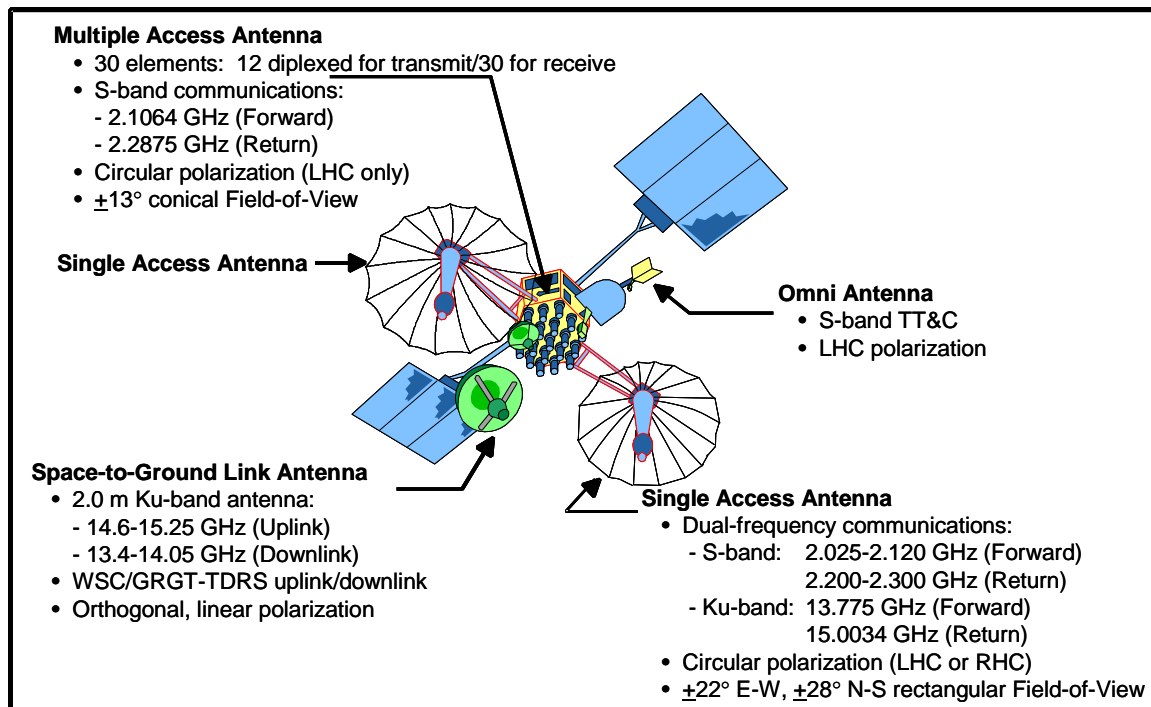 Multiple Access Antenna
• 30 elements: 12 diplexed for transmit/30 for receive
• S-band communications:
- 2.1064 GHz (Forward)
- 2.2875 GHz (Return)
• Circular polarization (LHC only)
• ±13° conical Field-of-View
Single Access Antenna
Omni Antenna
• S-band TT&C
• LHC polarization
Space-to-Ground Link Antenna
• 2.0 m Ku-band antenna:
- 14.6-15.25 GHz (Uplink)
- 13.4-14.05 GHz (Downlink)
• WSC/GRGT-TDRS uplink/downlink
• Orthogonal, linear polarization
Single Access Antenna
• Dual-frequency communications:
- S-band: 2.025-2.120 GHz (Forward)
2.200-2.300 GHz (Return)
- Ku-band: 13.775 GHz (Forward)
15.0034 GHz (Return)
• Circular polarization (LHC or RHC)
• ±22° E-W, ±28° N-S rectangular Field-of-View